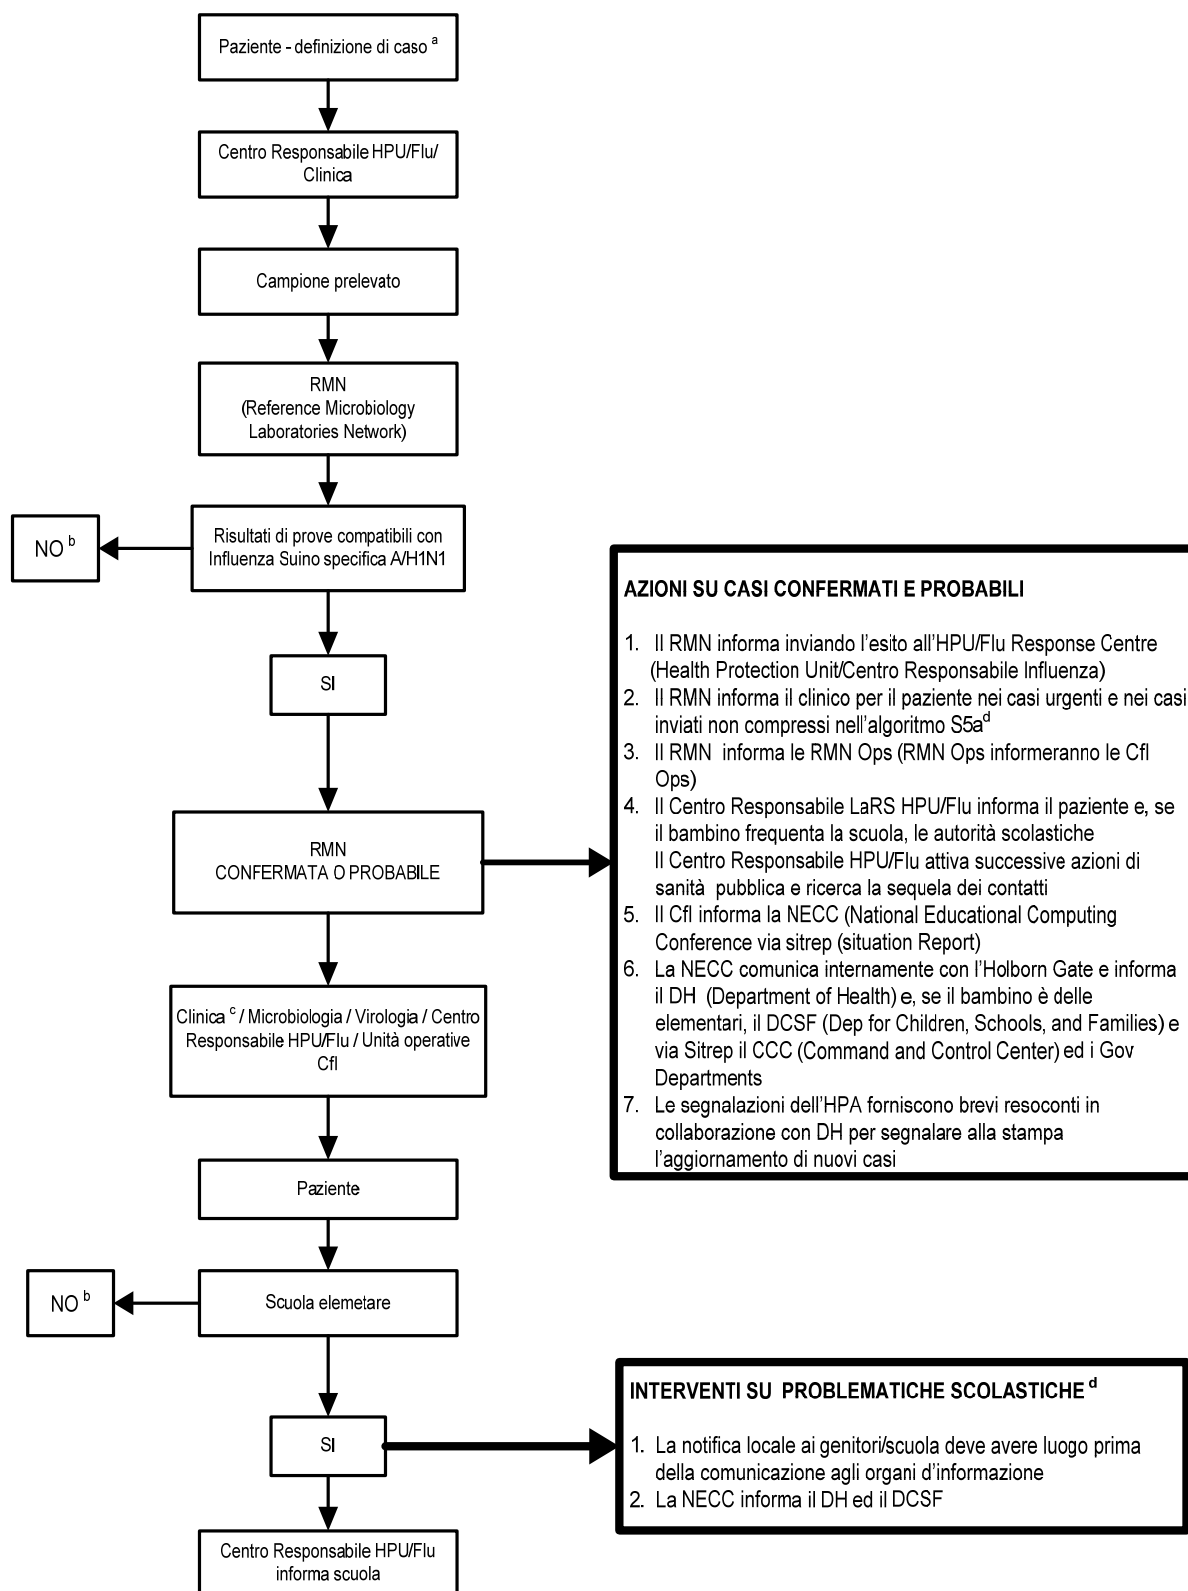 Paziente - definizione di caso a
Centro Responsabile HPU/Flu/
Clinica
Campione prelevato
RMN
(Reference Microbiology
Laboratories Network)
Risultati di prove compatibili con
Influenza Suino specifica A/H1N1
NO b
SI
RMN
CONFERMATA O PROBABILE
AZIONI SU CASI CONFERMATI E PROBABILI
1. Il RMN informa inviando l'esito all'HPU/Flu Response Centre
(Health Protection Unit/Centro Responsabile Influenza)
2. Il RMN informa il clinico per il paziente nei casi urgenti e nei casi
inviati non compressi nell'algoritmo S5a d
3. Il RMN informa le RMN Ops (RMN Ops informeranno le Cfl
Ops)
4. Il Centro Responsabile LaRS HPU/Flu informa il paziente e, se
il bambino frequenta la scuola, le autorità scolastiche
Il Centro Responsabile HPU/Flu attiva successive azioni di
sanità pubblica e ricerca la sequela dei contatti
5. Il CfI informa la NECC (National Educational Computing
Conference via sitrep (situation Report)
6. La NECC comunica internamente con l'Holborn Gate e informa
il DH (Department of Health) e, se il bambino è delle
elementari, il DCSF (Dep for Children, Schools, and Families) e
via Sitrep il CCC (Command and Control Center) ed i Gov
Departments
7. Le segnalazioni dell'HPA forniscono brevi resoconti in
collaborazione con DH per segnalare alla stampa
l'aggiornamento di nuovi casi
Clinica c / Microbiologia / Virologia / Centro
Responsabile HPU/Flu / Unità operative
CfI
Paziente
Scuola elemetare
NO b
SI
INTERVENTI SU PROBLEMATICHE SCOLASTICHE d
1. La notifica locale ai genitori/scuola deve avere luogo prima
della comunicazione agli organi d'informazione
2. La NECC informa il DH ed il DCSF
Centro Responsabile HPU/Flu
informa scuola